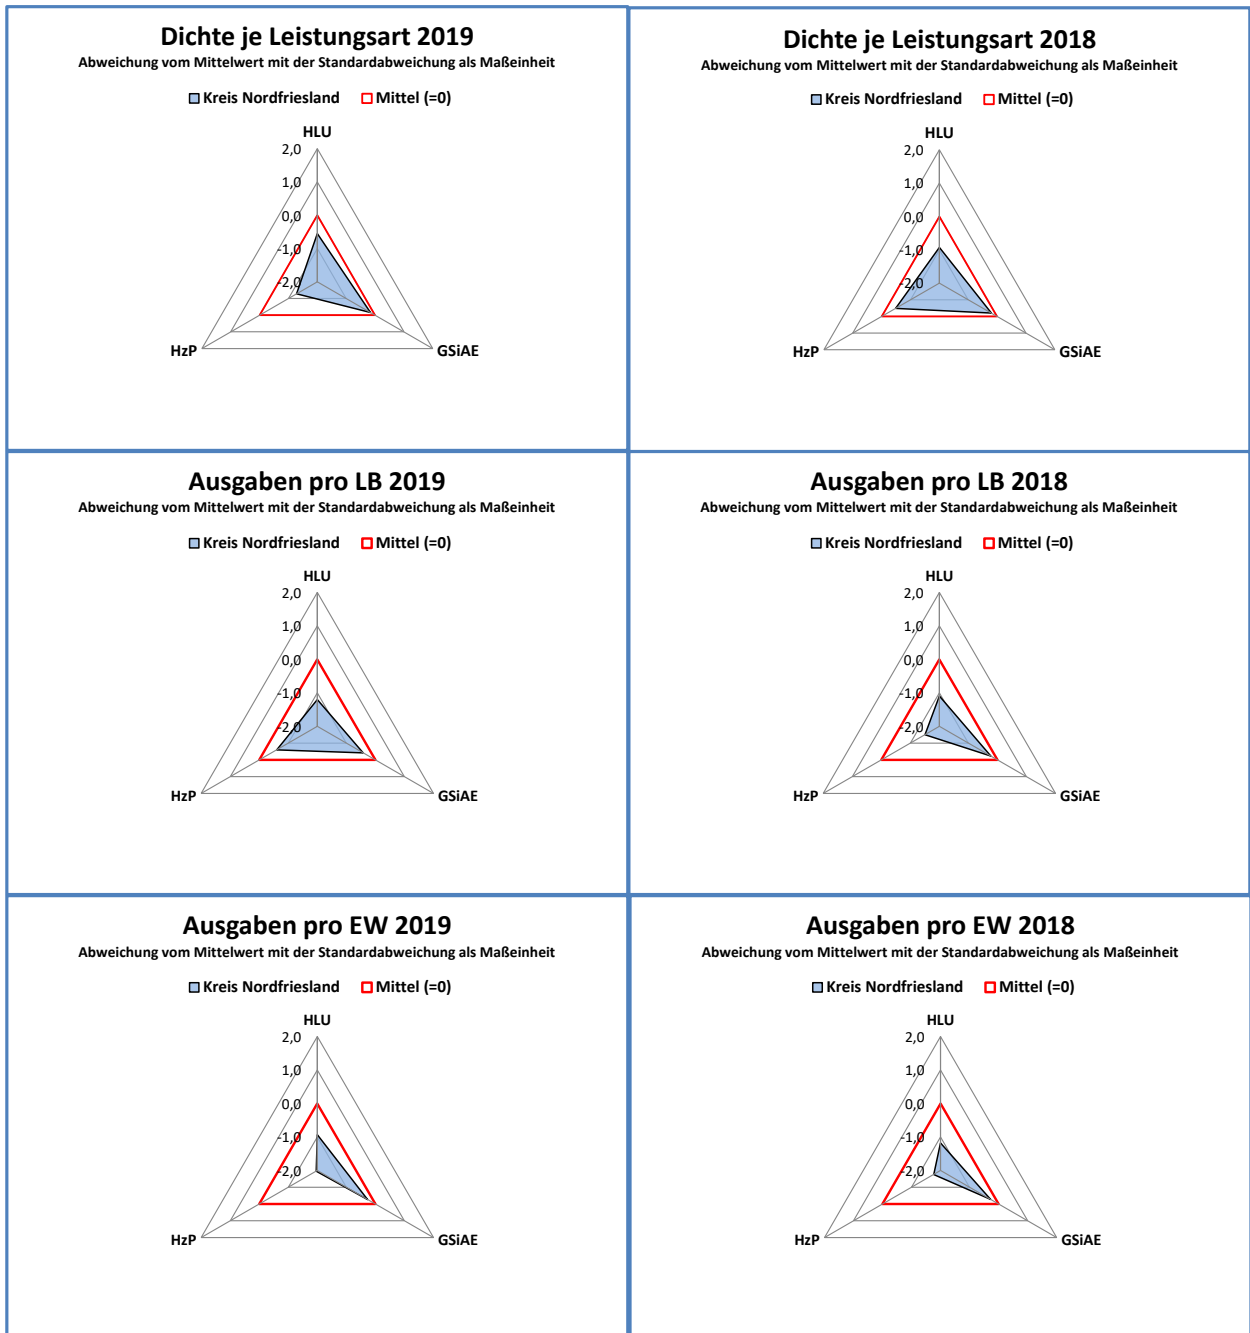 Dichte je Leistungsart 2019
Abweichung vom Mittelwert mit der Standardabweichung als Maßeinheit
Kreis Nordfriesland Mittel (=0)
HLU
2,0
1,0
0,0
-1,0
-2,0
HzP
GSiAE
Dichte je Leistungsart 2018
Abweichung vom Mittelwert mit der Standardabweichung als Maßeinheit
Kreis Nordfriesland Mittel (=0)
HLU
2,0
1,0
0,0
-1,0
-2,0
HzP
GSiAE
Ausgaben pro LB 2019
Abweichung vom Mittelwert mit der Standardabweichung als Maßeinheit
Kreis Nordfriesland Mittel (=0)
HLU
2,0
1,0
0,0
-1,0
-2,0
HzP
GSiAE
Ausgaben pro LB 2018
Abweichung vom Mittelwert mit der Standardabweichung als Maßeinheit
Kreis Nordfriesland Mittel (=0)
HLU
2,0
1,0
0,0
-1,0
-2,0
HzP
GSiAE
Ausgaben pro EW 2019
Abweichung vom Mittelwert mit der Standardabweichung als Maßeinheit
Kreis Nordfriesland Mittel (=0)
HLU
2,0
1,0
0,0
-1,0
-2,0
HzP
GSiAE
Ausgaben pro EW 2018
Abweichung vom Mittelwert mit der Standardabweichung als Maßeinheit
Kreis Nordfriesland Mittel (=0)
HLU
2,0
1,0
0,0
-1,0
-2,0
HzP
GSiAE